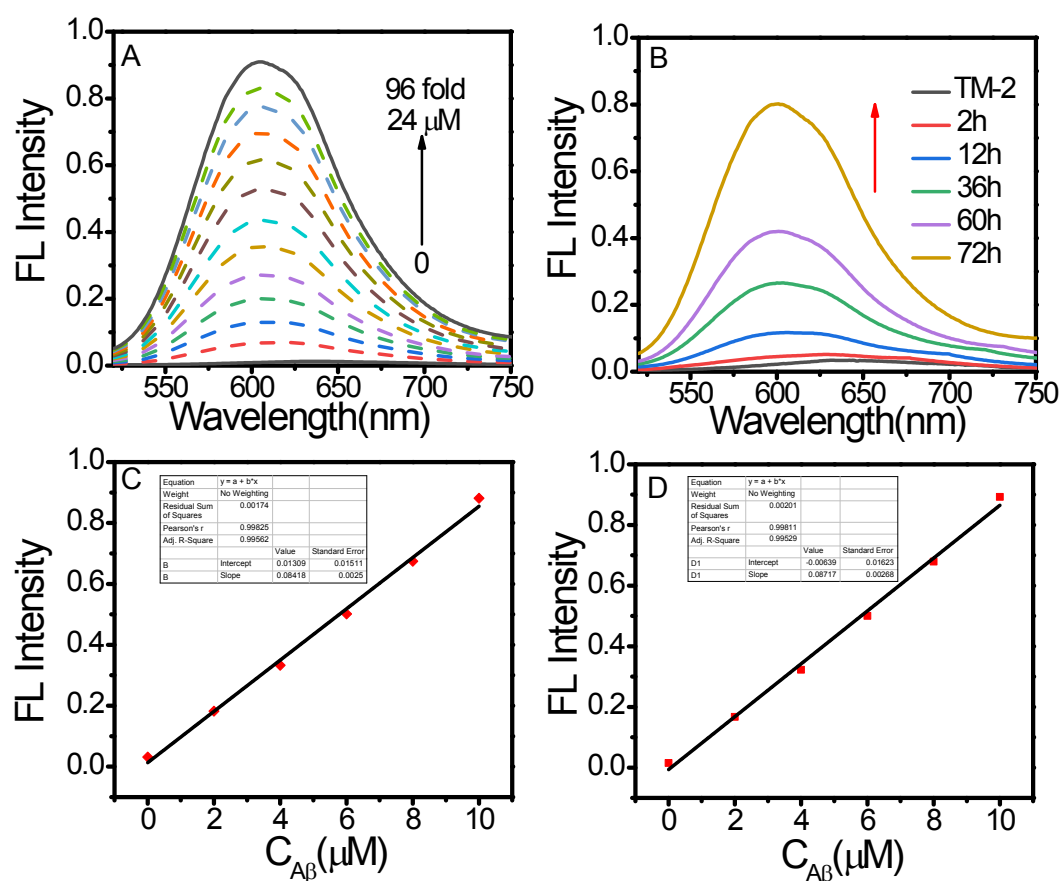 A
1.0
0.8
0.6
0.4
0.2
0.0
FL Intensity
96 fold
24 μM
0
550 600 650 700 750
Wavelength(nm)
B
1.0
0.8
0.6
0.4
0.2
0.0
FL Intensity
TM-2
2h
12h
36h
60h
72h
550 600 650 700 750
Wavelength(nm)
C
1.0
0.8
0.6
0.4
0.2
0.0
FL Intensity
Equation y = a + b*x
Weight No Weighting
Residual Sum of Squares 0.00174
Pearson's r 0.99825
Adj. R-Square 0.99562
Value Standard Error
B Intercept 0.01309 0.01511
B Slope 0.08418 0.0025
0 2 4 6 8 10
CAβ(μM)
D
1.0
0.8
0.6
0.4
0.2
0.0
FL Intensity
Equation y = a + b*x
Weight No Weighting
Residual Sum of Squares 0.00201
Pearson's r 0.99811
Adj. R-Square 0.99529
Value Standard Error
D1 Intercept -0.00639 0.01623
D1 Slope 0.08717 0.00268
0 2 4 6 8 10
CAβ(μM)